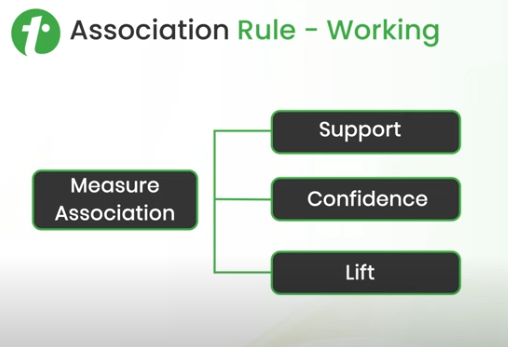 Association Rule - Working
Support
Measure
Association
Confidence
Lift